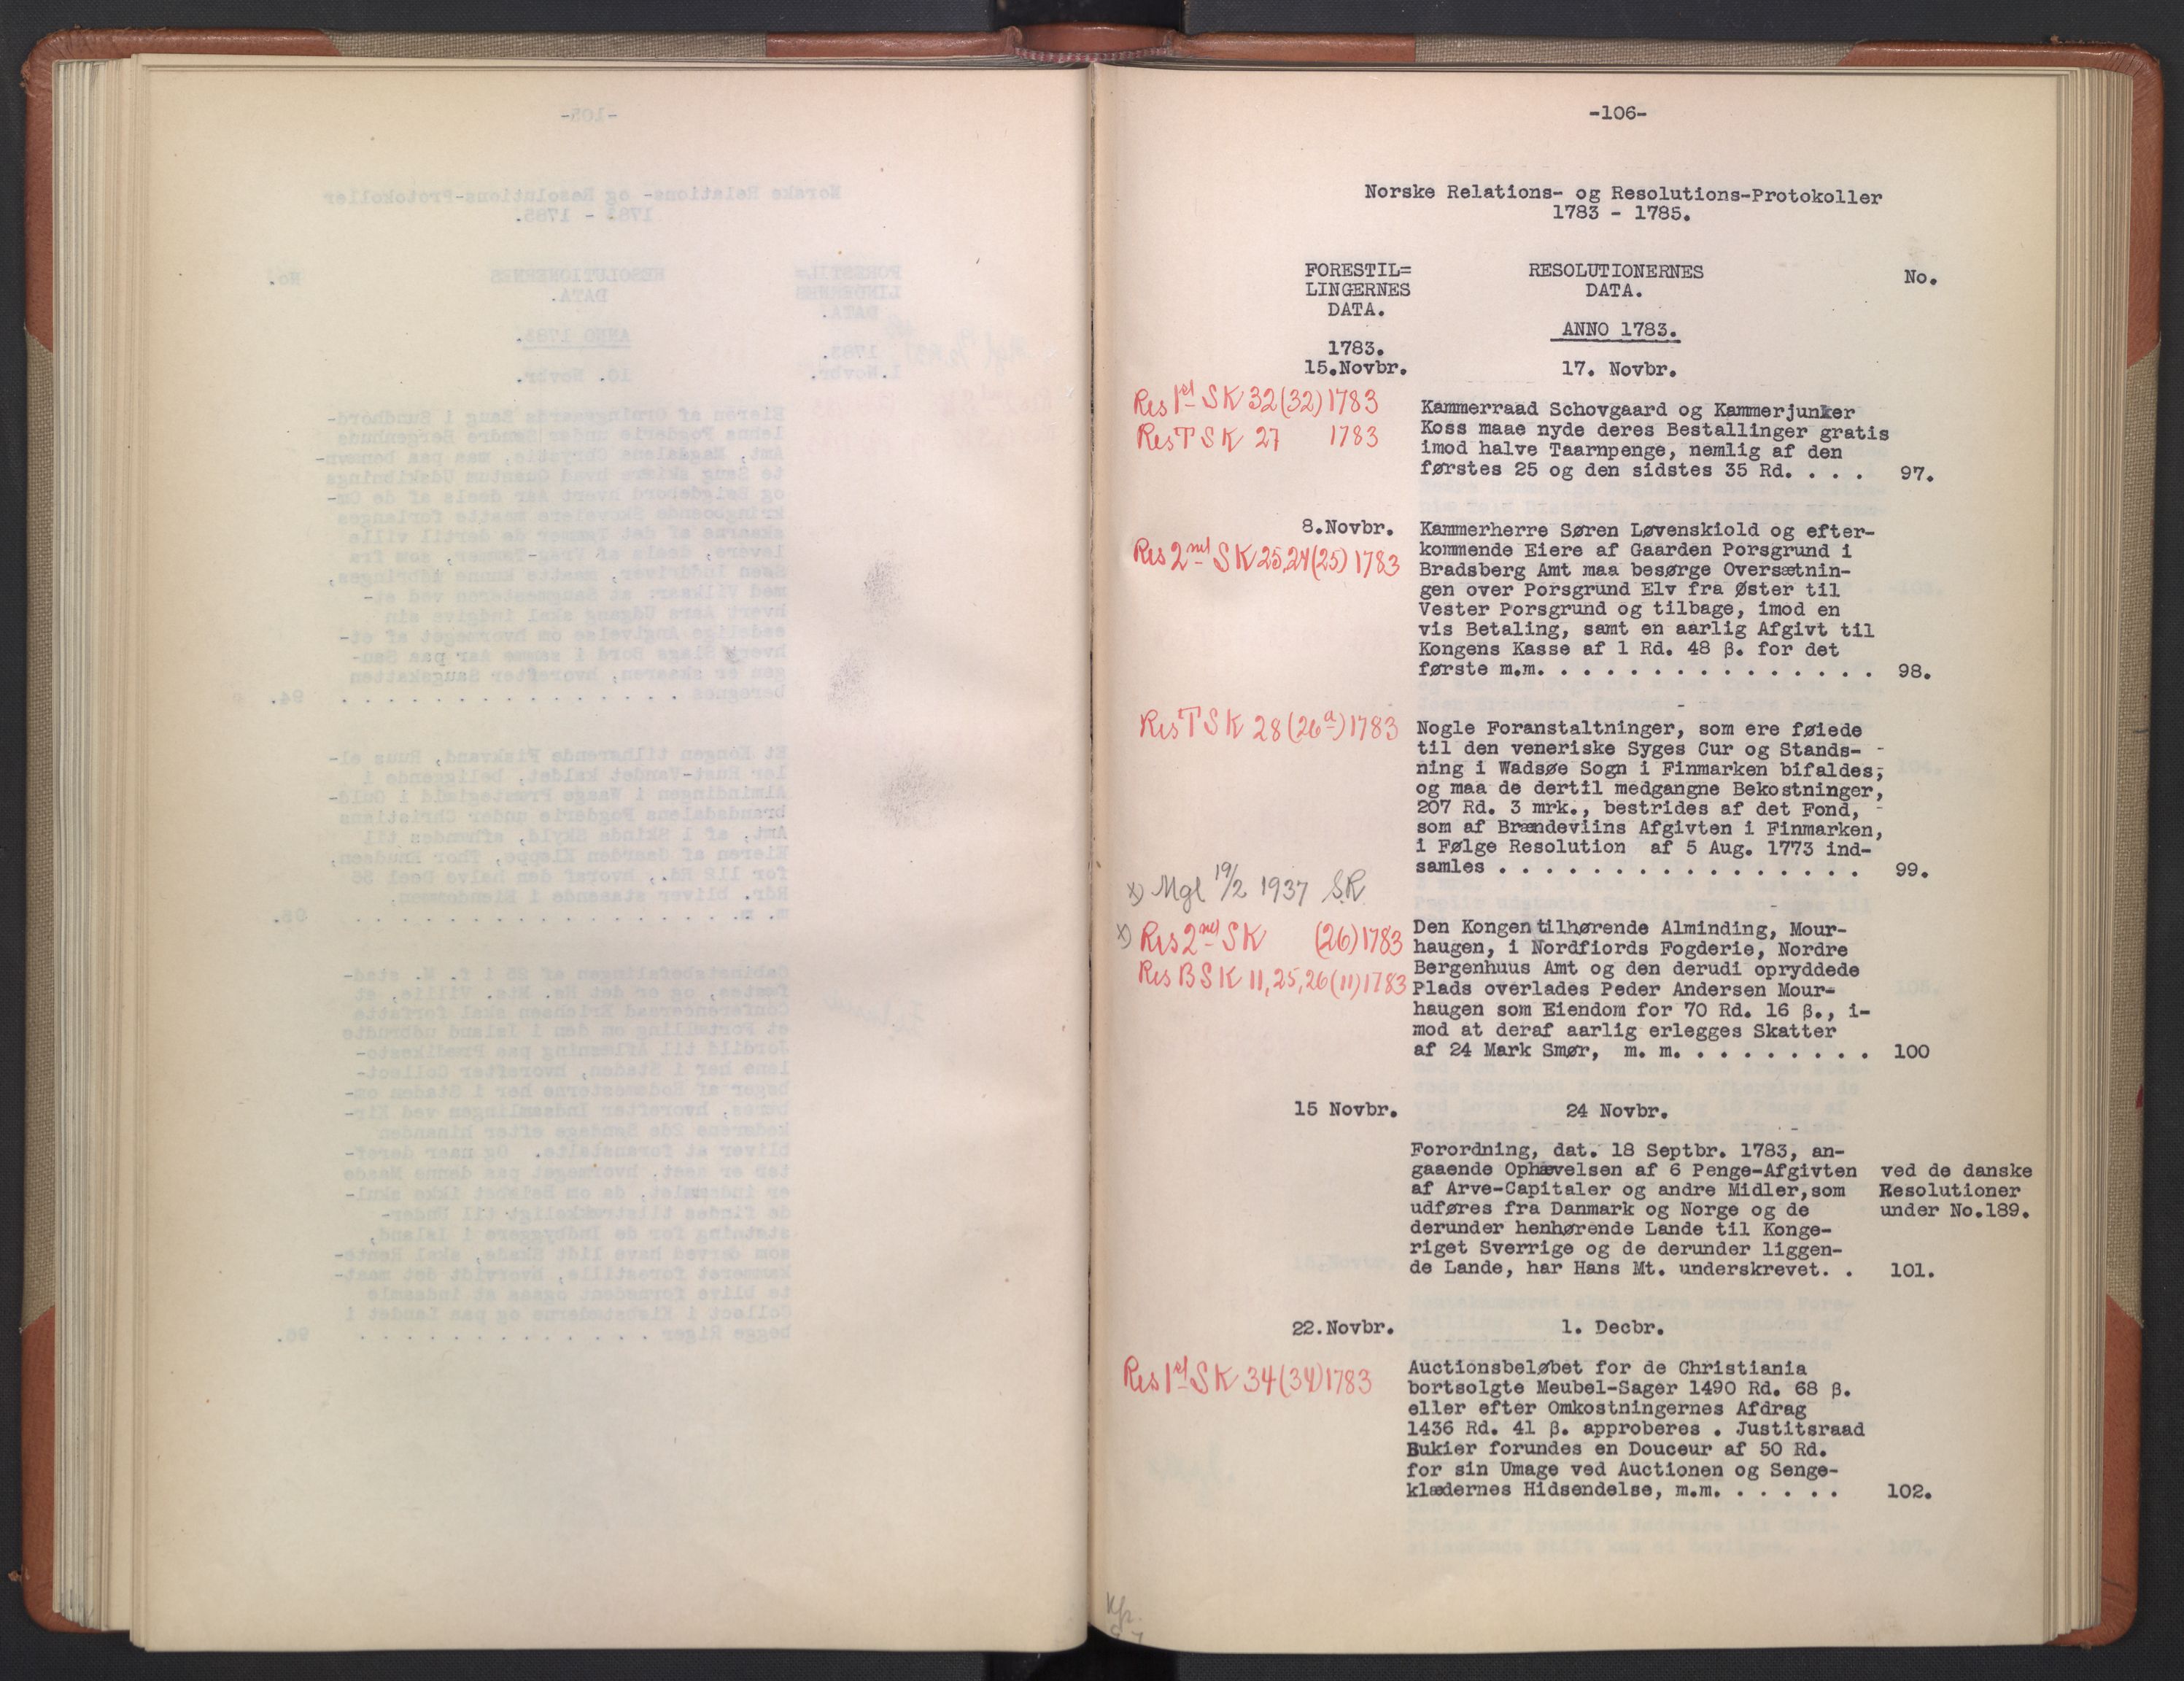 -106-
Norske Relations- og Resolutions-Protokoller
1783 - 1785.
FORESTIL=
LINGERNES
DATA.
RESOLUTIONERNES
DATA.
No.
ANNO 1783.
1783.
15.Novbr.
17. Novbr.
Res 1ste SK 32(32)1783
Res T SK 27 1783
Kammerraad Schovgaard og Kammerjunker
Koss maae nyde deres Bestallinger gratis
imod halve Taarnpenge, nemlig af den
førstes 25 og den sidstes 35 Rd. . . . 97.
8.Novbr.
Res 2nd SK 25,24(25) 1783
Kammerherre Søren Løvenskiold og efter-
kommende Eiere af Gaarden Porsgrund i
Bradsberg Amt maa besørge Oversætnin-
gen over Porsgrund Elv fra Øster til
Vester Porsgrund og tilbage, imod en
vis Betaling, samt en aarlig Afgivt til
Kongens Kasse af 1 Rd. 48 β. for det
første m.m. . . . . . . . . . . . . . . . 98.
Res T SK 28(26a)1783
Nogle Foranstaltninger, som ere føiede
til den veneriske Syges Cur og Stands-
ning i Wadsøe Sogn i Finmarken bifaldes,
og maa de dertil medgangne Bekostninger,
207 Rd. 3 mrk., bestrides af det Fond,
som af Brændeviins Afgivten i Finmarken,
i Følge Resolution af 5 Aug. 1773 ind-
samles . . . . . . . . . . . . . . . . . 99.
x) Mgl 19/2 1937 S.R.
x) Res 2nd SK (26)1783
Res B SK 11,25,26(11)1783
Den Kongen tilhørende Alminding, Mour-
haugen, i Nordfiords Fogderie, Nordre
Bergenhuus Amt og den derudi opryddede
Plads overlades Peder Andersen Mour-
haugen som Eiendom for 70 Rd. 16 β., i-
mod at deraf aarlig erlegges Skatter
af 24 Mark Smør, m. m. . . . . . . . . . 100
15 Novbr.
24 Novbr.
Forordning, dat. 18 Septbr. 1783, an-
gaaende Ophævelsen af 6 Penge-Afgivten
af Arve-Capitaler og andre Midler,som
udføres fra Danmark og Norge og de
derunder henhørende Lande til Konge-
riget Sverrige og de derunder liggen-
de Lande, har Hans Mt. underskrevet. . 101.
ved de danske
Resolutioner
under No.189.
22.Novbr.
1. Decbr.
Res 1ste SK 34(34)1783
Auctionsbeløbet for de Christiania
bortsolgte Meubel-Sager 1490 Rd. 68 β.
eller efter Omkostningernes Afdrag
1436 Rd. 41 β. approberes . Justitsraad
Bukier forundes en Douceur af 50 Rd.
for sin Umage ved Auctionen og Senge-
klædernes Hidsendelse, m.m. . . . . . 102.